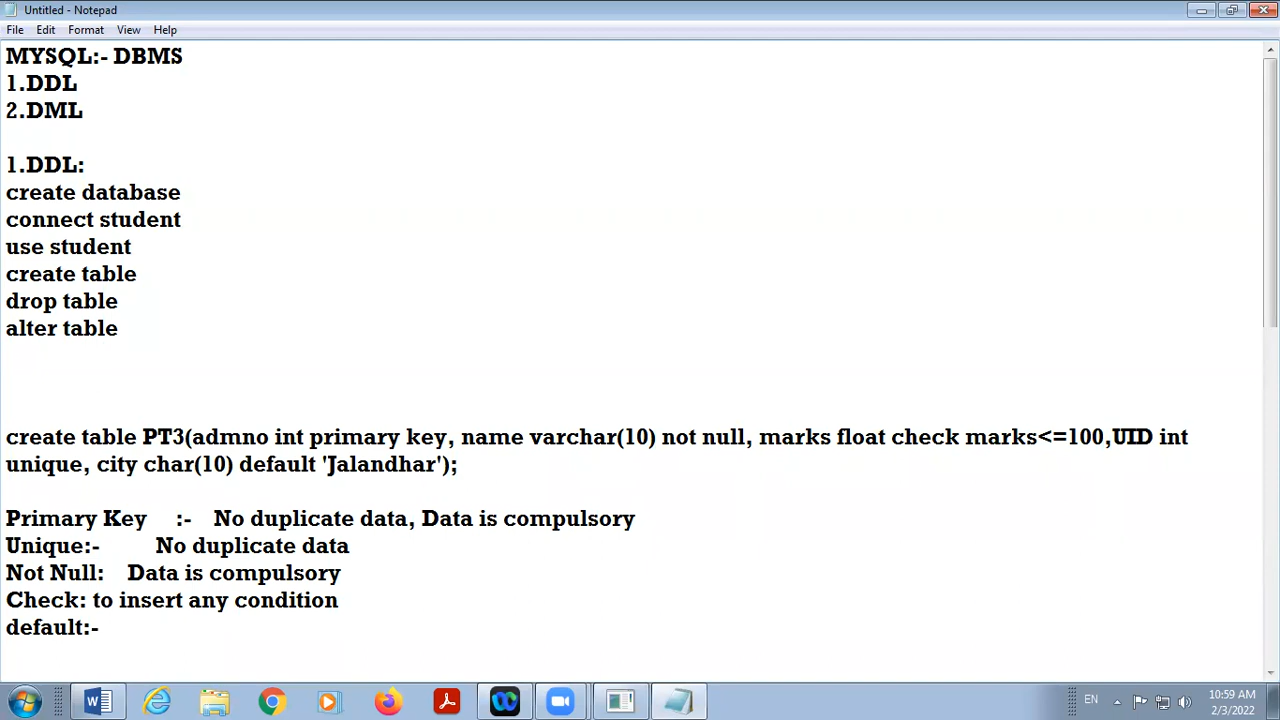 Untitled - Notepad
File Edit Format View Help
MYSQL:- DBMS
1.DDL
2.DML
1.DDL:
create database
connect student
use student
create table
drop table
alter table
create table PT3(admno int primary key, name varchar(10) not null, marks float check marks<=100,UID int
unique, city char(10) default 'Jalandhar');
Primary Key :- No duplicate data, Data is compulsory
Unique:- No duplicate data
Not Null: Data is compulsory
Check: to insert any condition
default:-
EN
10:59 AM
2/3/2022